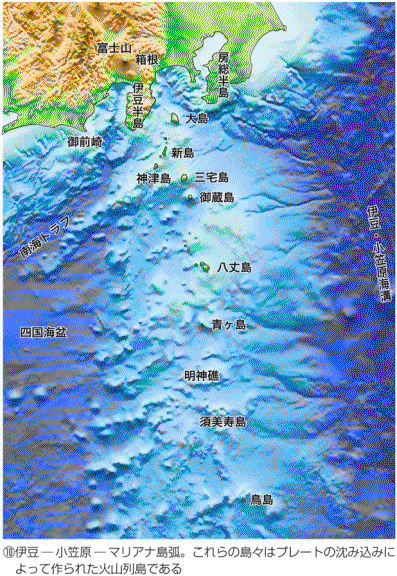 富士山
箱根
房総半島
伊豆半島
大島
御前崎
新島
神津島
三宅島
御蔵島
伊豆・小笠原海溝
南海トラフ
八丈島
青ヶ島
四国海盆
明神礁
須美寿島
鳥島
⑩伊豆―小笠原―マリアナ島弧。これらの島々はプレートの沈み込みに
よって作られた火山列島である